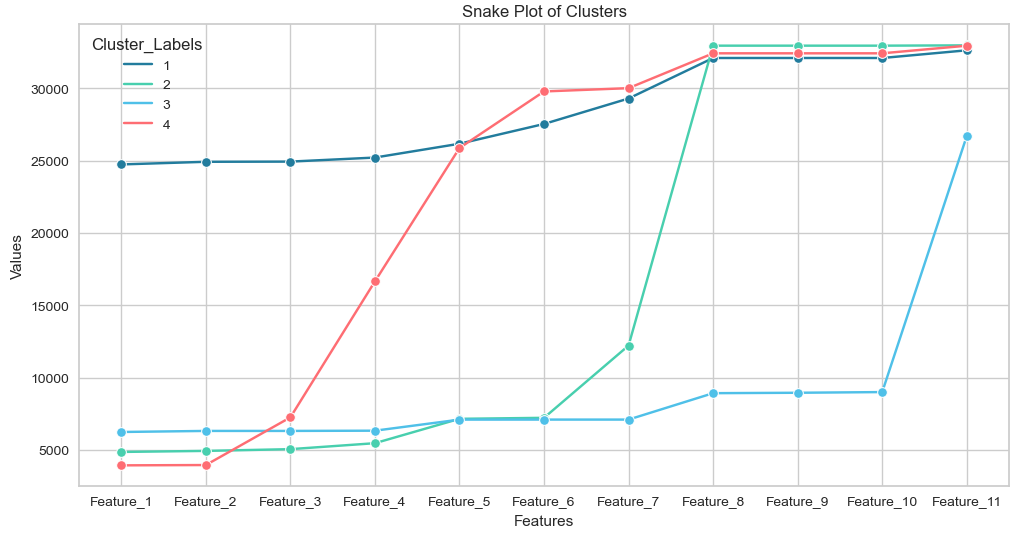 Snake Plot of Clusters
Cluster_Labels
1
2
3
4
30000
25000
20000
15000
10000
5000
Values
Feature_1 Feature_2 Feature_3 Feature_4 Feature_5 Feature_6 Feature_7 Feature_8 Feature_9 Feature_10 Feature_11
Features